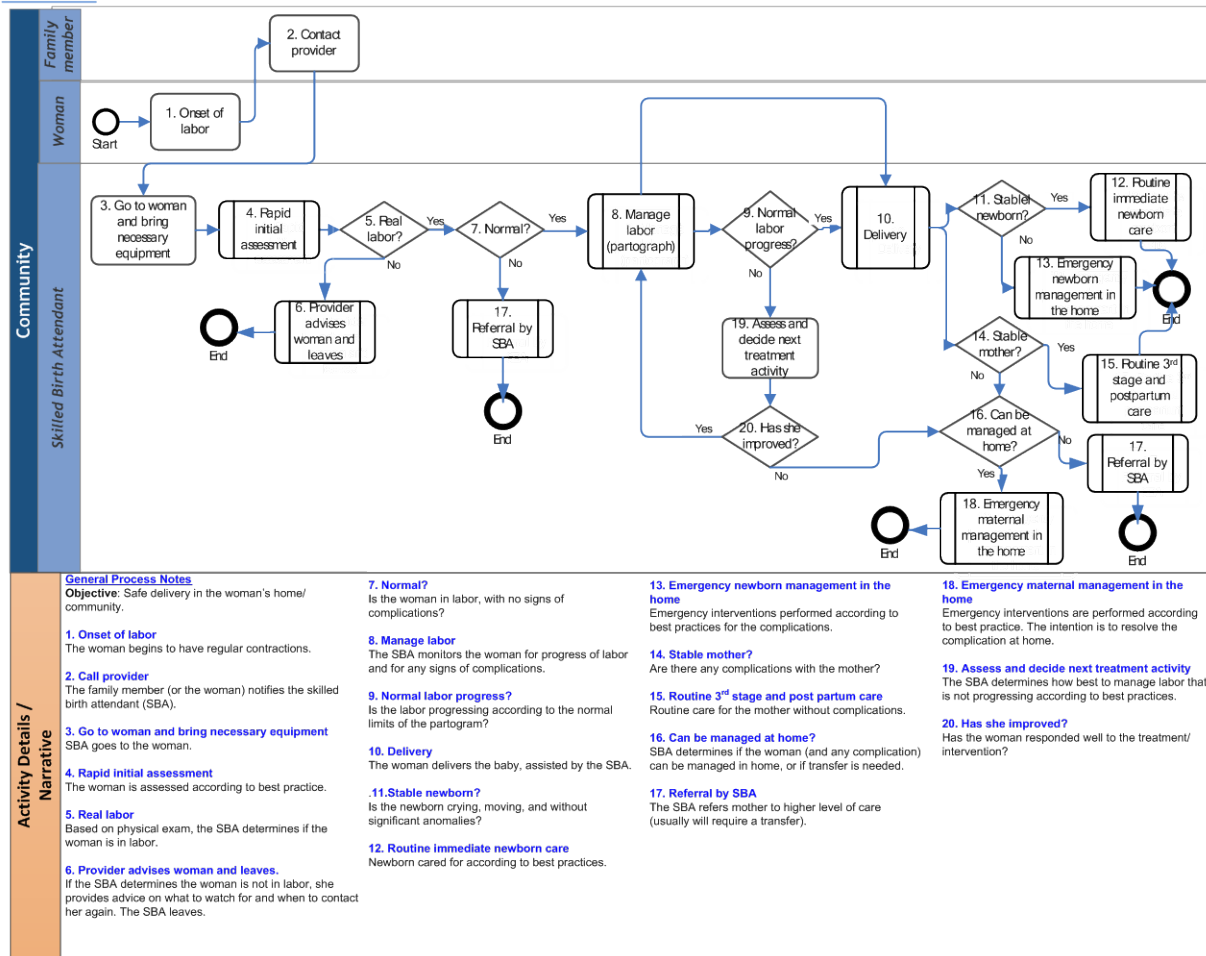 Community
Family
member
Woman
Skilled Birth Attendant
2. Contact
provider
Start
1. Onset of
labor
3. Go to woman
and bring
necessary
equipment
4. Rapid
initial
assessment
5. Real
labor?
Yes
No
6. Provider
advises
woman and
leaves
End
7. Normal?
Yes
No
17.
Referral by
SBA
End
8. Manage
labor
(partograph)
9. Normal
labor
progress?
Yes
No
19. Assess and
decide next
treatment
activity
20. Has she
improved?
Yes
No
10.
Delivery
11. Stablel
newborn?
Yes
No
12. Routine
immediate
newborn
care
13. Emergency
newborn
management in
the home
End
14. Stable
mother?
Yes
No
15. Routine 3rd
stage and
postpartum
care
16. Can be
managed at
home?
No
Yes
17.
Referral by
SBA
End
18. Emergency
maternal
management in
the home
End
Activity Details /
Narrative
General Process Notes
Objective: Safe delivery in the woman's home/
community.
1. Onset of labor
The woman begins to have regular contractions.
2. Call provider
The family member (or the woman) notifies the skilled
birth attendant (SBA).
3. Go to woman and bring necessary equipment
SBA goes to the woman.
4. Rapid initial assessment
The woman is assessed according to best practice.
5. Real labor
Based on physical exam, the SBA determines if the
woman is in labor.
6. Provider advises woman and leaves.
If the SBA determines the woman is not in labor, she
provides advice on what to watch for and when to contact
her again. The SBA leaves.
7. Normal?
Is the woman in labor, with no signs of
complications?
8. Manage labor
The SBA monitors the woman for progress of labor
and for any signs of complications.
9. Normal labor progress?
Is the labor progressing according to the normal
limits of the partogram?
10. Delivery
The woman delivers the baby, assisted by the SBA.
.11.Stable newborn?
Is the newborn crying, moving, and without
significant anomalies?
12. Routine immediate newborn care
Newborn cared for according to best practices.
13. Emergency newborn management in the
home
Emergency interventions performed according to
best practices for the complications.
14. Stable mother?
Are there any complications with the mother?
15. Routine 3rd stage and post partum care
Routine care for the mother without complications.
16. Can be managed at home?
SBA determines if the woman (and any complication)
can be managed in home, or if transfer is needed.
17. Referral by SBA
The SBA refers mother to higher level of care
(usually will require a transfer).
18. Emergency maternal management in the
home
Emergency interventions are performed according
to best practice. The intention is to resolve the
complication at home.
19. Assess and decide next treatment activity
The SBA determines how best to manage labor that
is not progressing according to best practices.
20. Has she improved?
Has the woman responded well to the treatment/
intervention?